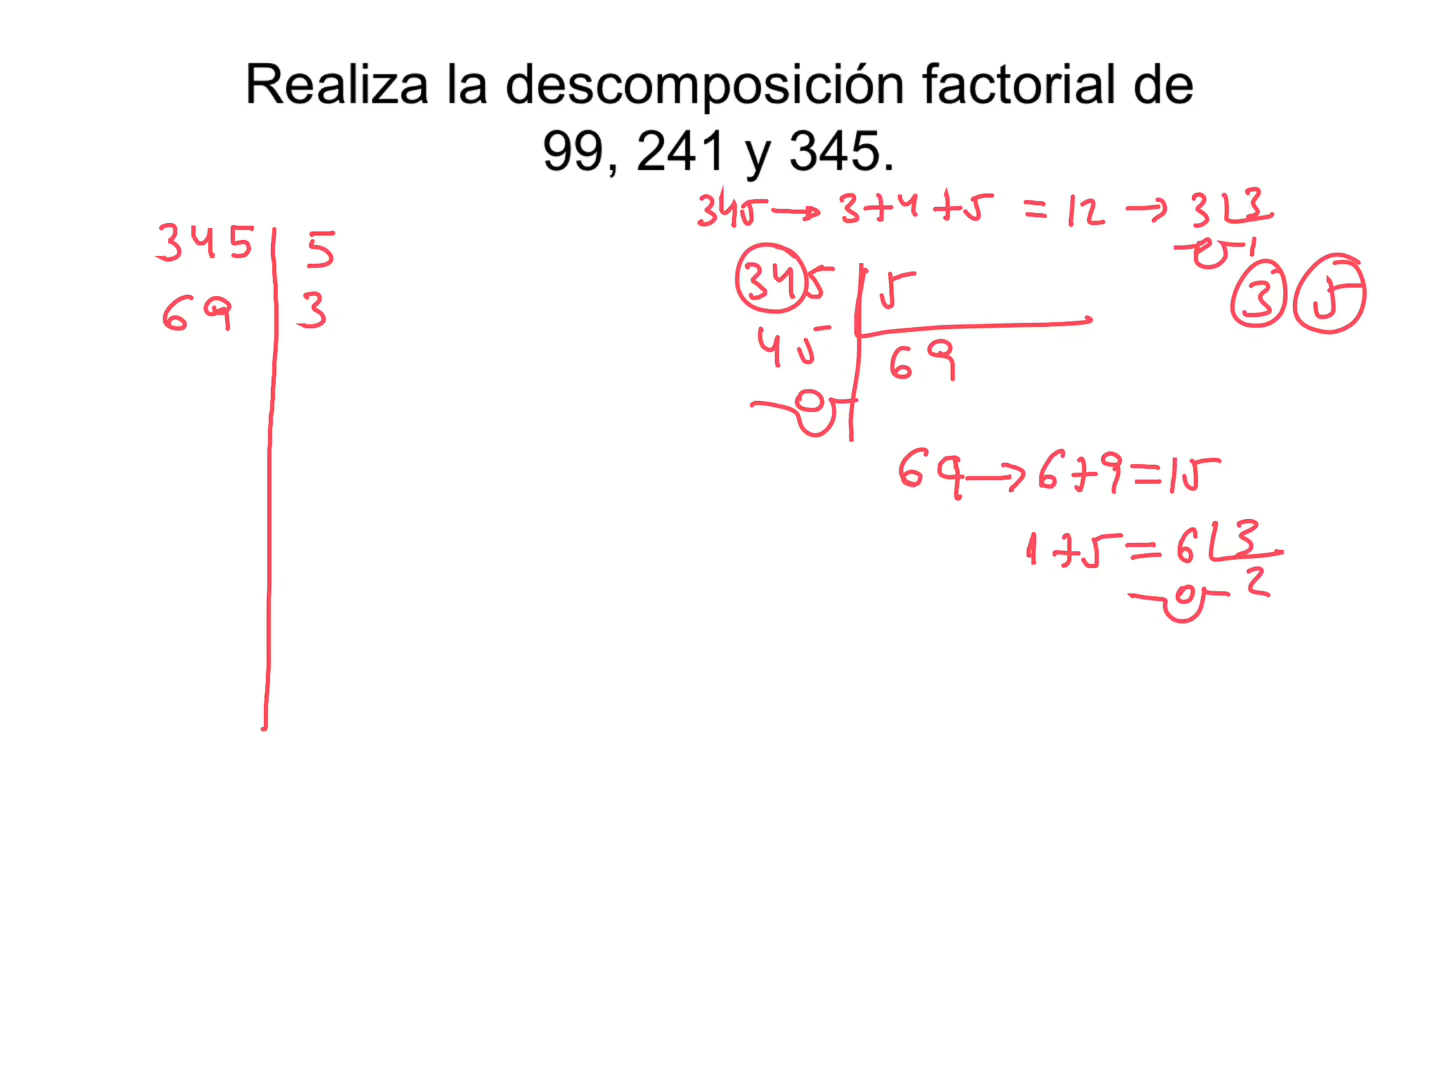 Realiza la descomposición factorial de
99, 241 y 345.
345 → 3+4+5 = 12 → 3 3
0 1
345 5
69 3
345 5
45 69
0
3 5
69 → 6+9=15
1+5=6 3
0 2